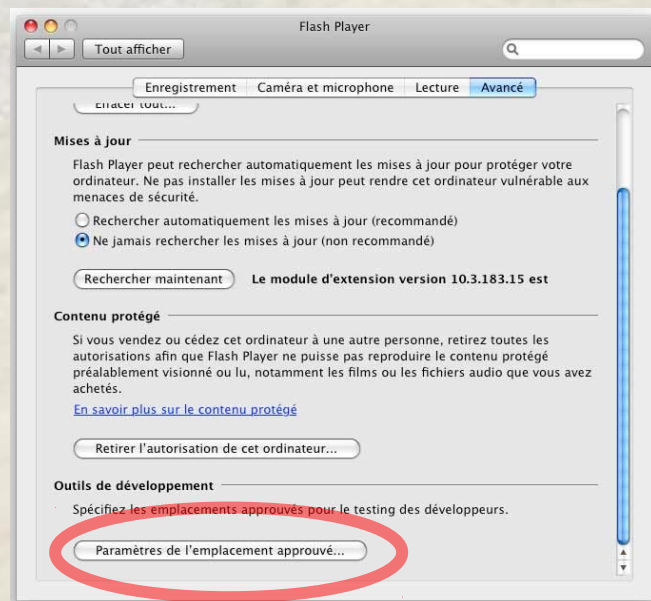 Flash Player
Tout afficher
Enregistrement Caméra et microphone Lecture Avancé
Effacer tout...
Mises à jour
Flash Player peut rechercher automatiquement les mises à jour pour protéger votre
ordinateur. Ne pas installer les mises à jour peut rendre cet ordinateur vulnérable aux
menaces de sécurité.
Rechercher automatiquement les mises à jour (recommandé)
Ne jamais rechercher les mises à jour (non recommandé)
Rechercher maintenant Le module d'extension version 10.3.183.15 est
Contenu protégé
Si vous vendez ou cédez cet ordinateur à une autre personne, retirez toutes les
autorisations afin que Flash Player ne puisse pas reproduire le contenu protégé
préalablement visionné ou lu, notamment les films ou les fichiers audio que vous avez
achetés.
En savoir plus sur le contenu protégé
Retirer l'autorisation de cet ordinateur...
Outils de développement
Spécifiez les emplacements approuvés pour le testing des développeurs.
Paramètres de l'emplacement approuvé...